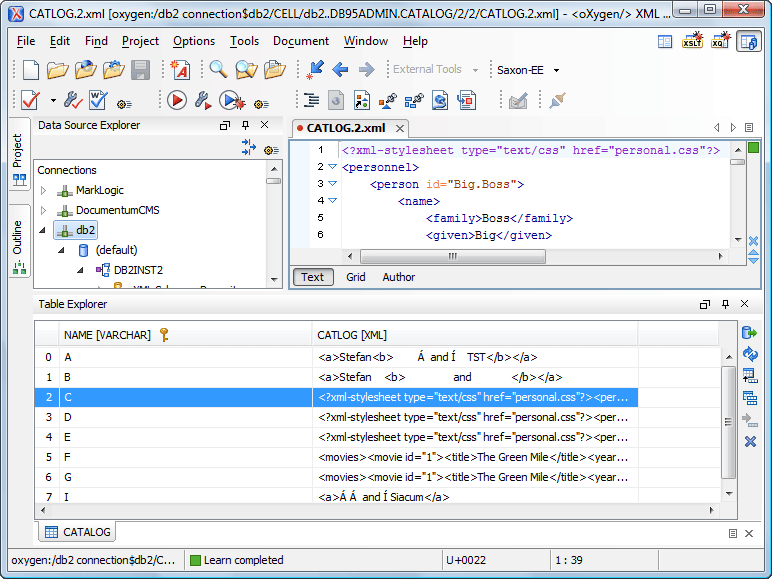 CATLOG.2.xml [oxygen:/db2 connection$db2/CELL/db2..DB95ADMIN.CATALOG/2/2/CATLOG.2.xml] - <oXygen/> XML ...
File Edit Find Project Options Tools Document Window Help
XSLT XQ
External Tools Saxon-EE
Project
Outline
Data Source Explorer
Connections
MarkLogic
DocumentumCMS
db2
(default)
DB2INST2
CATLOG.2.xml
1 <?xml-stylesheet type="text/css" href="personal.css"?>
2 <personnel>
3 <person id="Big.Boss">
4 <name>
5 <family>Boss</family>
6 <given>Big</given>
Text Grid Author
Table Explorer
NAME [VARCHAR] CATLOG [XML]
0 A <a>Stefan<b> Á and Í TST</b></a>
1 B <a>Stefan <b> and </b></a>
2 C <?xml-stylesheet type="text/css" href="personal.css"?><per...
3 D <?xml-stylesheet type="text/css" href="personal.css"?><per...
4 E <?xml-stylesheet type="text/css" href="personal.css"?><per...
5 F <movies><movie id="1"><title>The Green Mile</title><year...
6 G <movies><movie id="1"><title>The Green Mile</title><year...
7 I <a>Á Á and Í Siacum</a>
CATALOG
oxygen:/db2 connection$db2/C... Learn completed U+0022 1 : 39